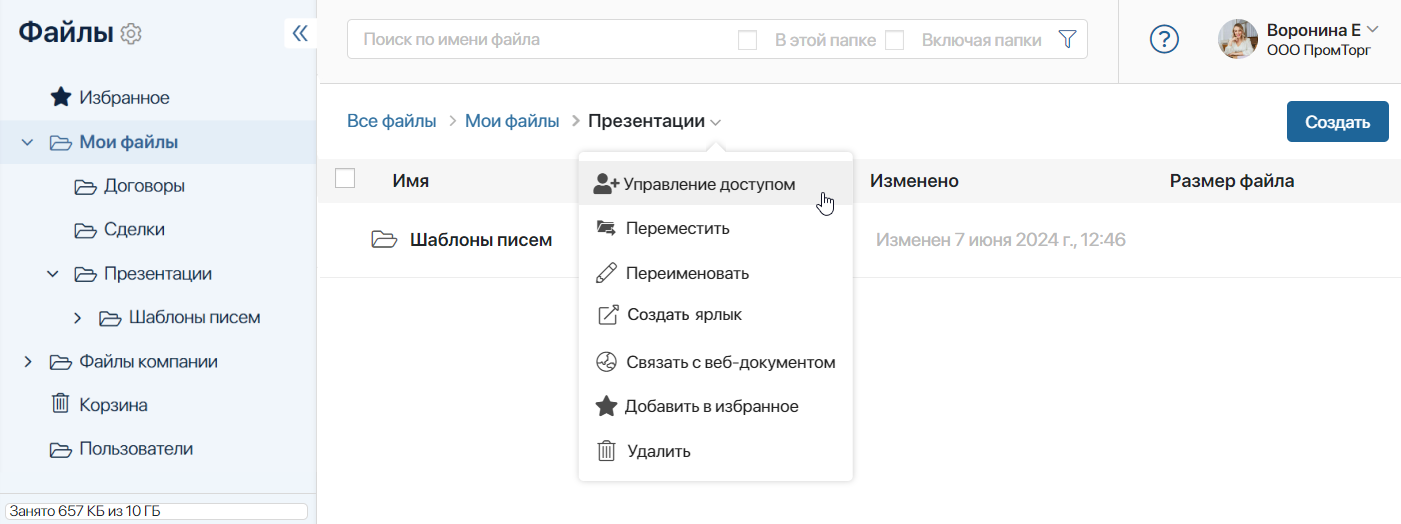 Файлы
Избранное
Мои файлы
Договоры
Сделки
Презентации
Шаблоны писем
Файлы компании
Корзина
Пользователи
Занято 657 КБ из 10 ГБ
Поиск по имени файла
В этой папке
Включая папки
Воронина Е
ООО ПромТорг
Все файлы > Мои файлы > Презентации
Создать
Имя
Изменено
Размер файла
Шаблоны писем
Изменен 7 июня 2024 г., 12:46
Управление доступом
Переместить
Переименовать
Создать ярлык
Связать с веб-документом
Добавить в избранное
Удалить